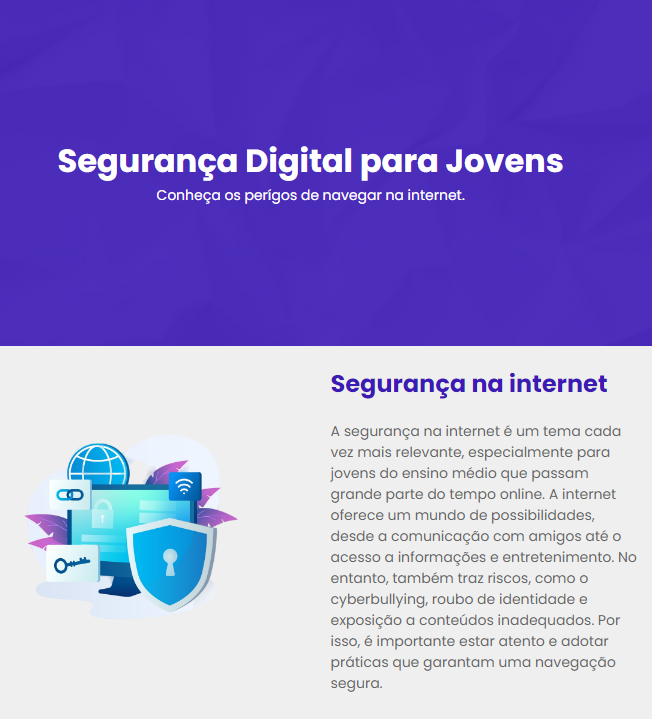 Segurança Digital para Jovens
Conheça os perígos de navegar na internet.
Segurança na internet
A segurança na internet é um tema cada
vez mais relevante, especialmente para
jovens do ensino médio que passam
grande parte do tempo online. A internet
oferece um mundo de possibilidades,
desde a comunicação com amigos até o
acesso a informações e entretenimento. No
entanto, também traz riscos, como o
cyberbullying, roubo de identidade e
exposição a conteúdos inadequados. Por
isso, é importante estar atento e adotar
práticas que garantam uma navegação
segura.